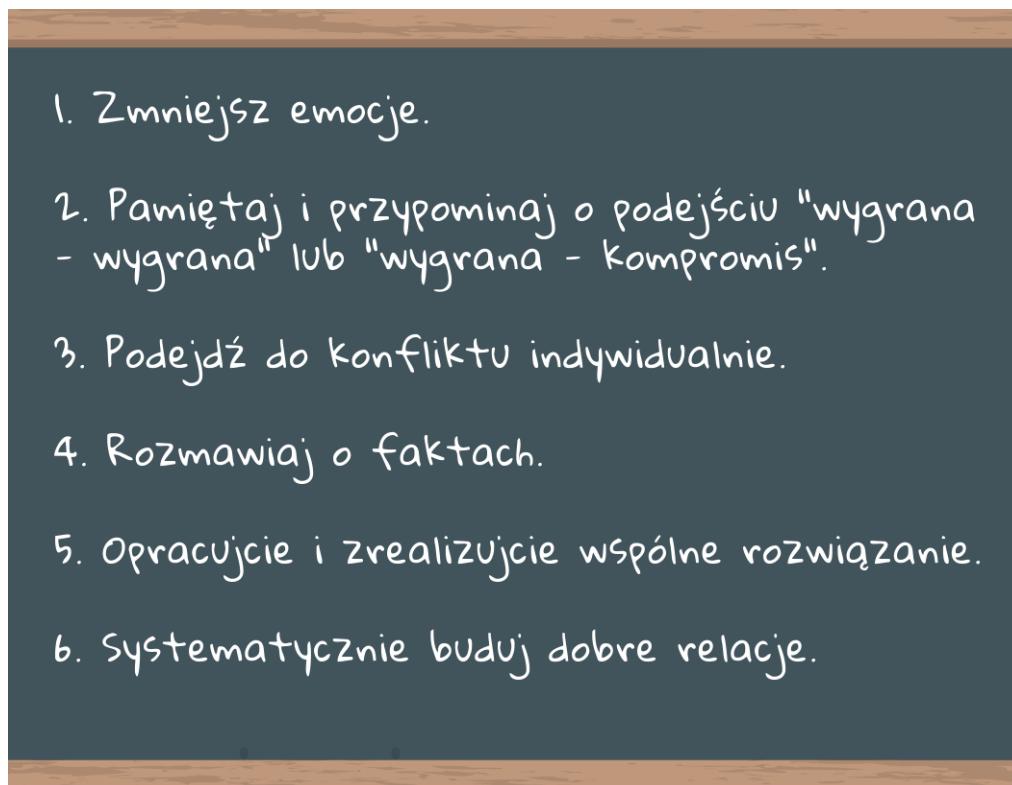 1. Zmniejsz emocje.
2. Pamiętaj i przypominaj o podejściu "wygrana
- wygrana" lub "wygrana - kompromis".
3. Podejdź do konfliktu indywidualnie.
4. Rozmawiaj o faktach.
5. Opracujcie i zrealizujcie wspólne rozwiązanie.
6. Systematycznie buduj dobre relacje.